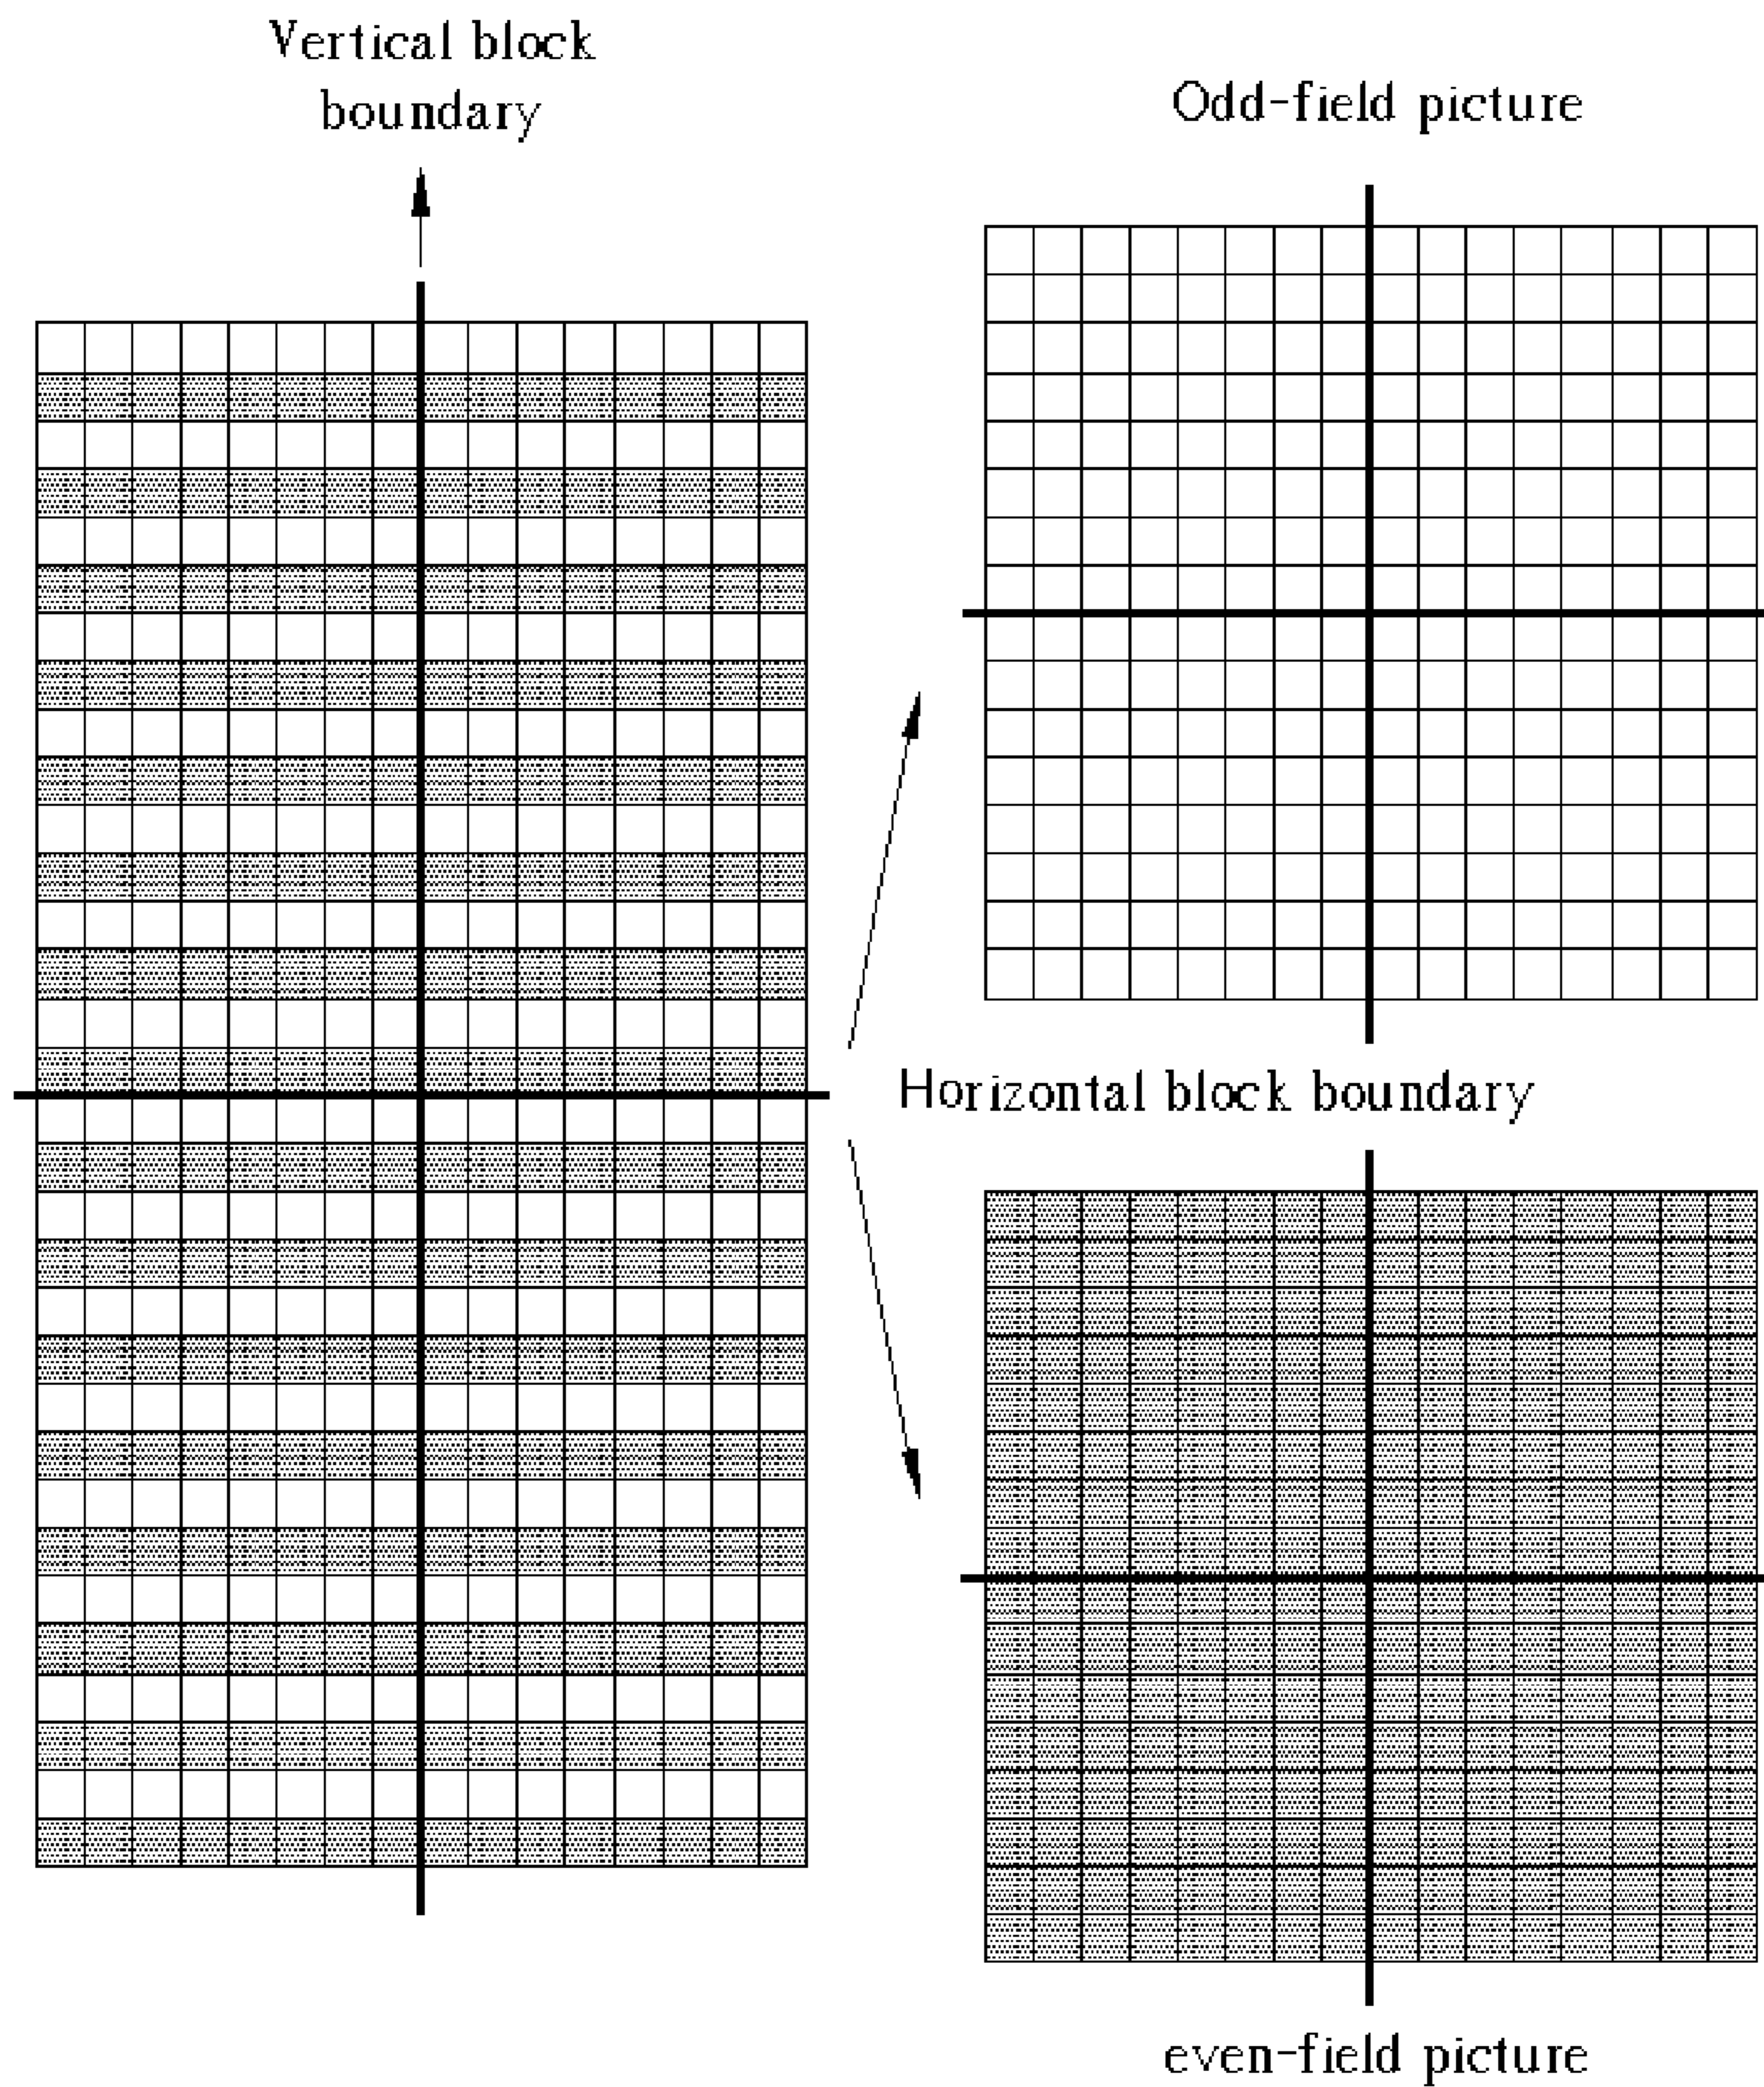 Vertical block
boundary
Odd-field picture
Horizontal block boundary
even-field picture